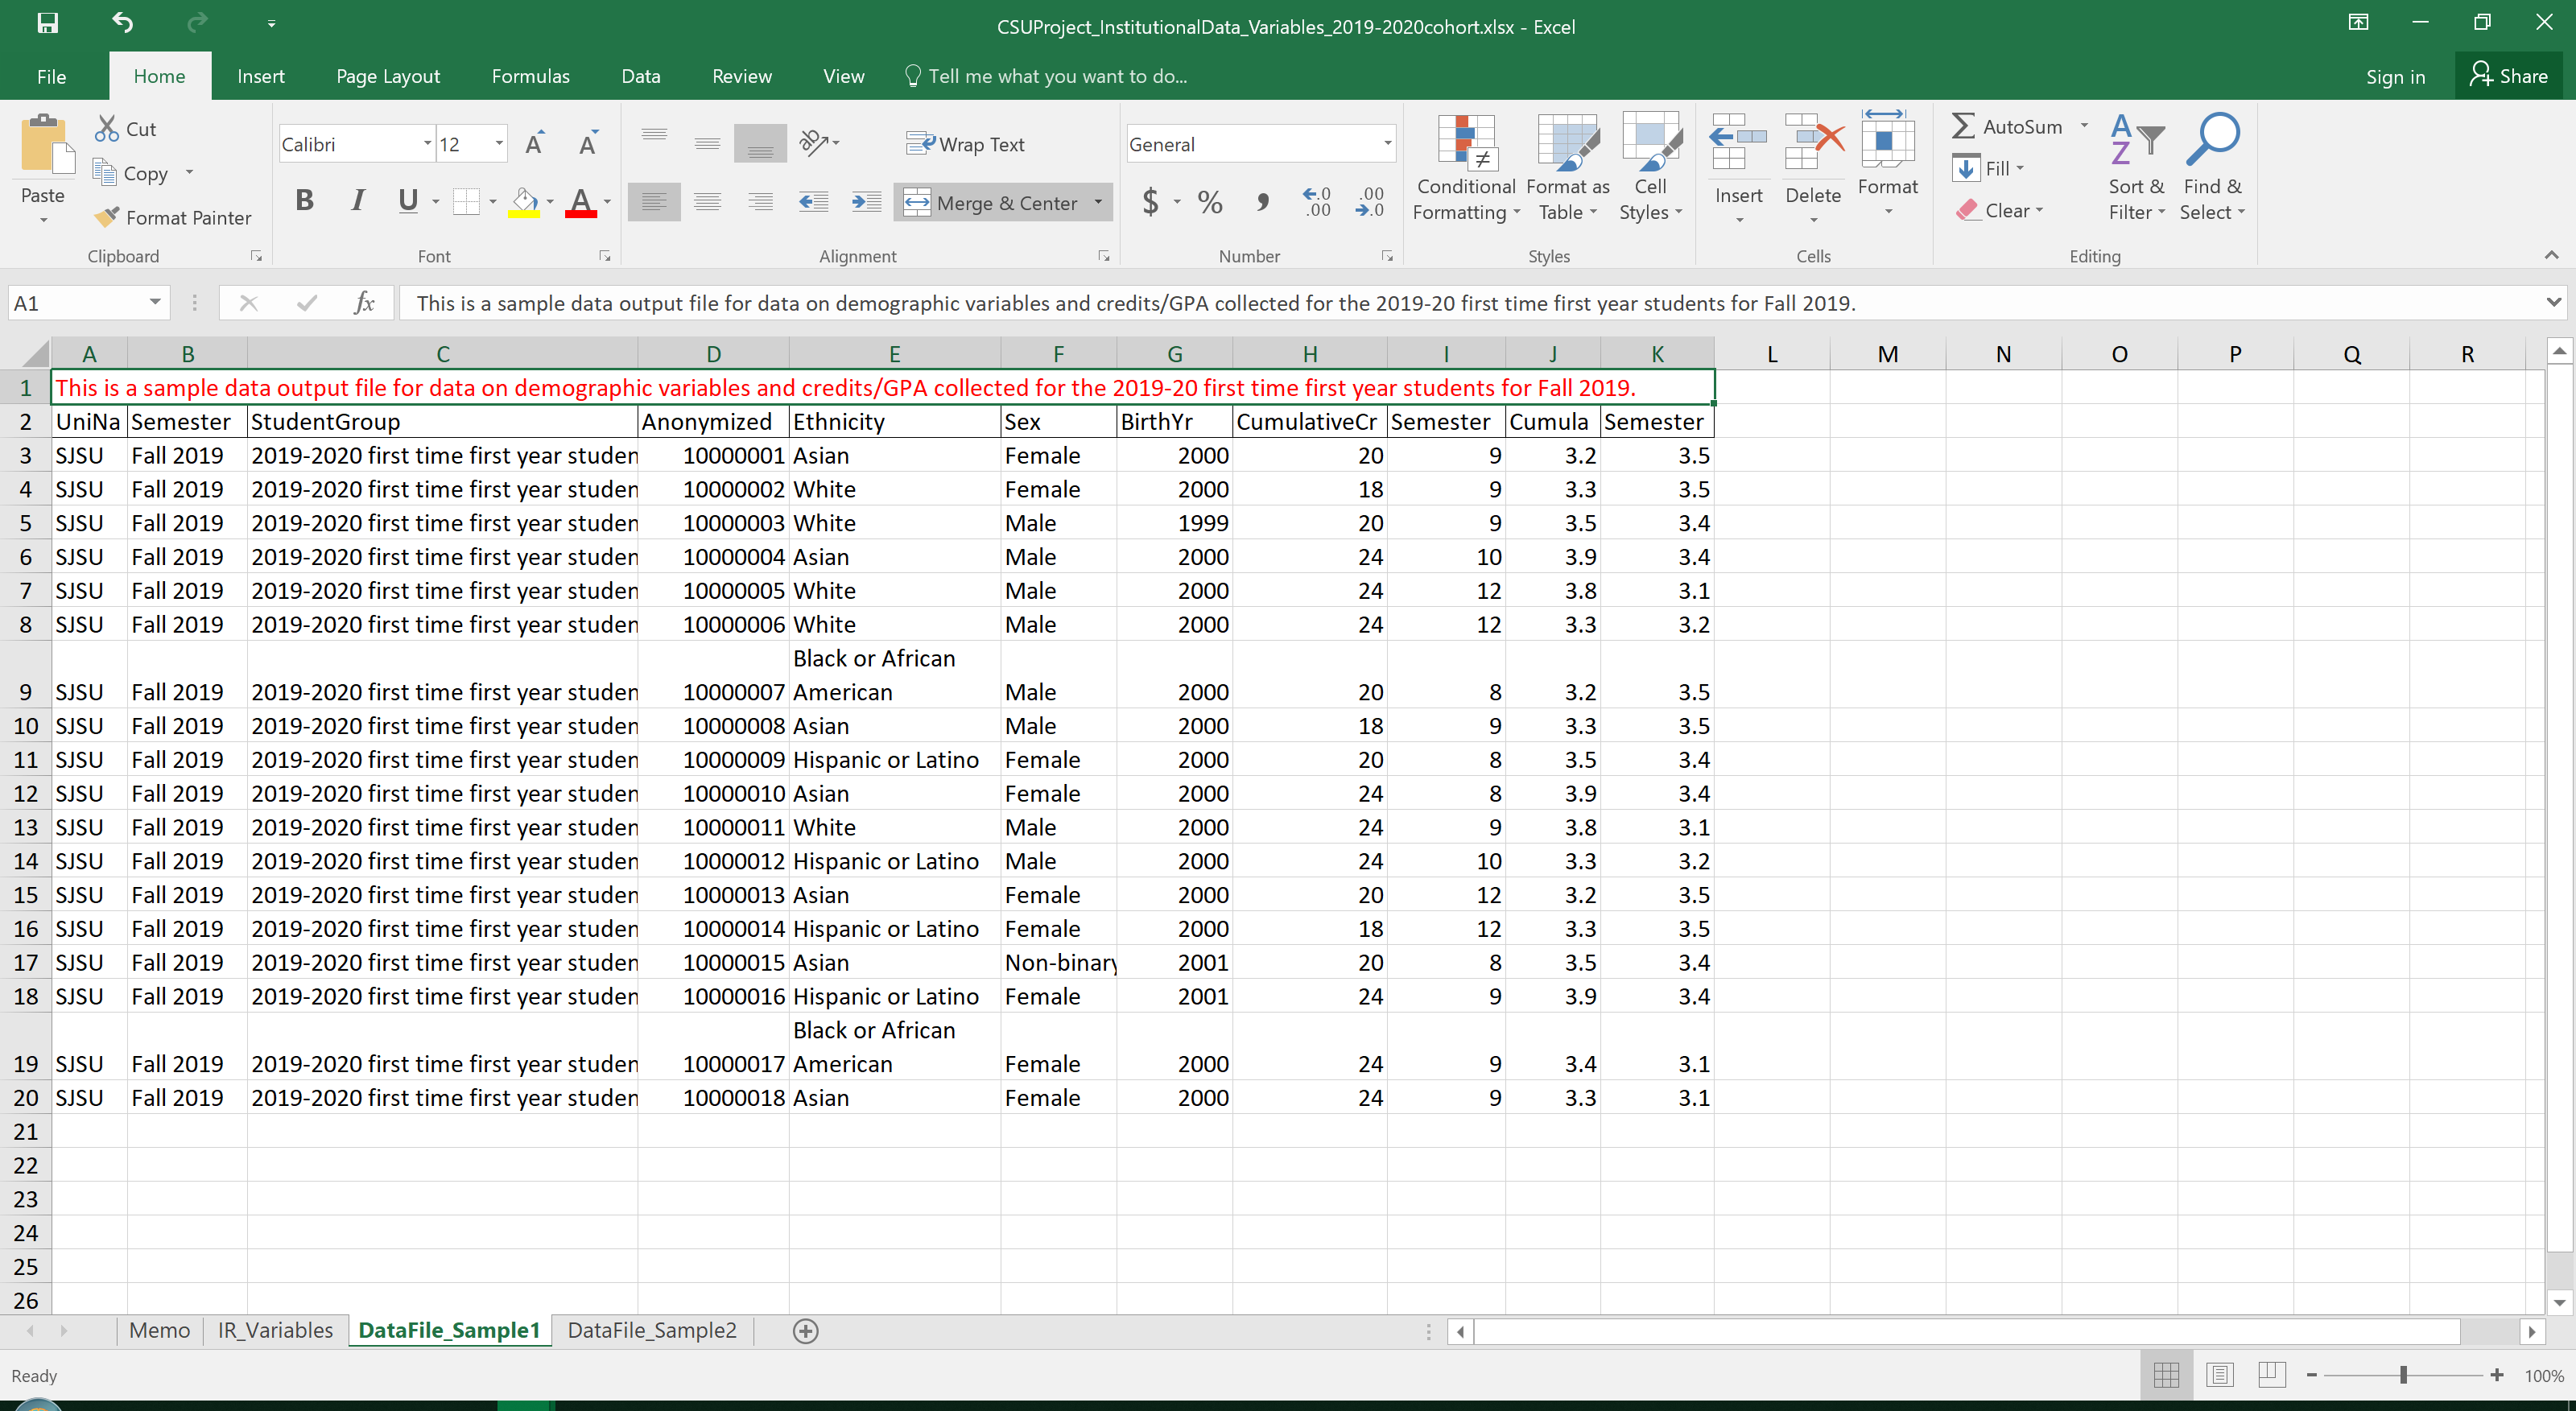 CSUProject_InstitutionalData_Variables_2019-2020cohort.xlsx - Excel
File Home Insert Page Layout Formulas Data Review View Tell me what you want to do... Sign in Share
Paste Cut Copy Format Painter Clipboard
Calibri 12 B I U A Font
Wrap Text Merge & Center Alignment
General $ % Number
Conditional Formatting Format as Table Cell Styles Styles
Insert Delete Format Cells
AutoSum Fill Clear Sort & Filter Find & Select Editing
A1 fx This is a sample data output file for data on demographic variables and credits/GPA collected for the 2019-20 first time first year students for Fall 2019.
A B C D E F G H I J K L M N O P Q R
1 This is a sample data output file for data on demographic variables and credits/GPA collected for the 2019-20 first time first year students for Fall 2019.
2 UniNa Semester StudentGroup Anonymized Ethnicity Sex BirthYr CumulativeCr Semester Cumula Semester
3 SJSU Fall 2019 2019-2020 first time first year studen 10000001 Asian Female 2000 20 9 3.2 3.5
4 SJSU Fall 2019 2019-2020 first time first year studen 10000002 White Female 2000 18 9 3.3 3.5
5 SJSU Fall 2019 2019-2020 first time first year studen 10000003 White Male 1999 20 9 3.5 3.4
6 SJSU Fall 2019 2019-2020 first time first year studen 10000004 Asian Male 2000 24 10 3.9 3.4
7 SJSU Fall 2019 2019-2020 first time first year studen 10000005 White Male 2000 24 12 3.8 3.1
8 SJSU Fall 2019 2019-2020 first time first year studen 10000006 White Male 2000 24 12 3.3 3.2
9 SJSU Fall 2019 2019-2020 first time first year studen 10000007 Black or African American Male 2000 20 8 3.2 3.5
10 SJSU Fall 2019 2019-2020 first time first year studen 10000008 Asian Male 2000 18 9 3.3 3.5
11 SJSU Fall 2019 2019-2020 first time first year studen 10000009 Hispanic or Latino Female 2000 20 8 3.5 3.4
12 SJSU Fall 2019 2019-2020 first time first year studen 10000010 Asian Female 2000 24 8 3.9 3.4
13 SJSU Fall 2019 2019-2020 first time first year studen 10000011 White Male 2000 24 9 3.8 3.1
14 SJSU Fall 2019 2019-2020 first time first year studen 10000012 Hispanic or Latino Male 2000 24 10 3.3 3.2
15 SJSU Fall 2019 2019-2020 first time first year studen 10000013 Asian Female 2000 20 12 3.2 3.5
16 SJSU Fall 2019 2019-2020 first time first year studen 10000014 Hispanic or Latino Female 2000 18 12 3.3 3.5
17 SJSU Fall 2019 2019-2020 first time first year studen 10000015 Asian Non-binary 2001 20 8 3.5 3.4
18 SJSU Fall 2019 2019-2020 first time first year studen 10000016 Hispanic or Latino Female 2001 24 9 3.9 3.4
19 SJSU Fall 2019 2019-2020 first time first year studen 10000017 Black or African American Female 2000 24 9 3.4 3.1
20 SJSU Fall 2019 2019-2020 first time first year studen 10000018 Asian Female 2000 24 9 3.3 3.1
21
22
23
24
25
26
Memo IR_Variables DataFile_Sample1 DataFile_Sample2
Ready 100%